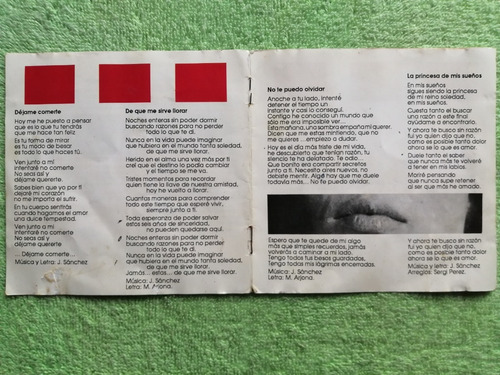 Déjame comerte
Hoy me he puesto a pensar
que es lo que tu tendrás
que me hace tan feliz
Es tu forma de andar
es tu modo de besar
es todo lo que haces tú.
Ven junto a mí
intentaré no comerte
No seas así y
déjame quererte.
Sabes bien que yo por ti
dejaré mi corazón
no me importa el sufrir.
En tu cuerpo sentirás
cuando hagamos el amor
una dulce tempestad.
Ven junto a mí
intentaré no comerte
No seas así y
déjame quererte
... Déjame comerte...
Música y Letra: J. Sánchez
De que me sirve llorar
Noches enteras sin poder dormir
buscando razones para no perder
todo lo que te di.
Nunca en la vida puede imaginar
que hubiera en el mundo tanta soledad,
de que me sirve llorar.
Herido en el alma una vez más por ti
creí que el destino lo podía cambiar
y el tiempo se me va.
Tristes momentos para recordar
quien tiene la llave de nuestra amistad,
hoy he vuelto a llorar.
Cuantas maneras para comprender
todo este tiempo que esperé vivir,
siempre junto a ti.
Toda esperanza de poder salvar
estos seis años de sinceridad,
no pueden quedarse aquí.
Noches enteras sin poder dormir
buscando razones para no perder
todo lo que te di.
Nunca en la vida puede imaginar
que hubiera en el mundo tanta soledad,
de que me sirve llorar.
Jamás... estas... de que me sirve llorar.
Música: J. Sánchez
Letra: M. Arjona.
No te puedo olvidar
Anoche a tu lado, intenté
detener el tiempo un
instante y casi lo conseguí.
Contigo he conocido un mundo que
sólo me era imposible ver...
Esta mañana, una sombra empaña mi querer.
Dicen que me estas mintiendo, que no
me quieres ... empiezo a dudar.
Hoy es el día más triste de mi vida,
he descubierto que tenían razón, tu
silencio te ha delatado. Te odio...
Que bonito era compartir secretos
junto a ti. Necesito aires nuevos, no
debiste mentir. Algo hay que me duele
todavía más... No te puedo olvidar.
Espero que te quede de mi algo
más que simples recuerdos, jamás
volverás a caminar a mi lado.
Tengo todos tus besos guardados,
Tengo todas mis lágrimas encerradas.
Música: J. Sánchez
Letra: M. Arjona.
La princesa de mis sueños
En mis sueños
sigues siendo la princesa
de mi reino soledad,
en mis sueños.
Cuesta tanto el buscar
una razón a este final
ayúdame a encontrarlo.
Y ahora te busco sin razón
fui yo quien dijo que no,
como es posible tanto dolor
ahora sé lo que es amor.
Duele tanto el saber
que nunca más te volveré
a tener en mis sueños.
Moriré pensando
que nunca como retener
al ser que más he amado.
Y ahora te busco sin razón
fui yo quien dijo que no,
como es posible tanto dolor
ahora se lo que es amor.
Música y letra: J. Sánchez
Arreglos: Sergi Perez.